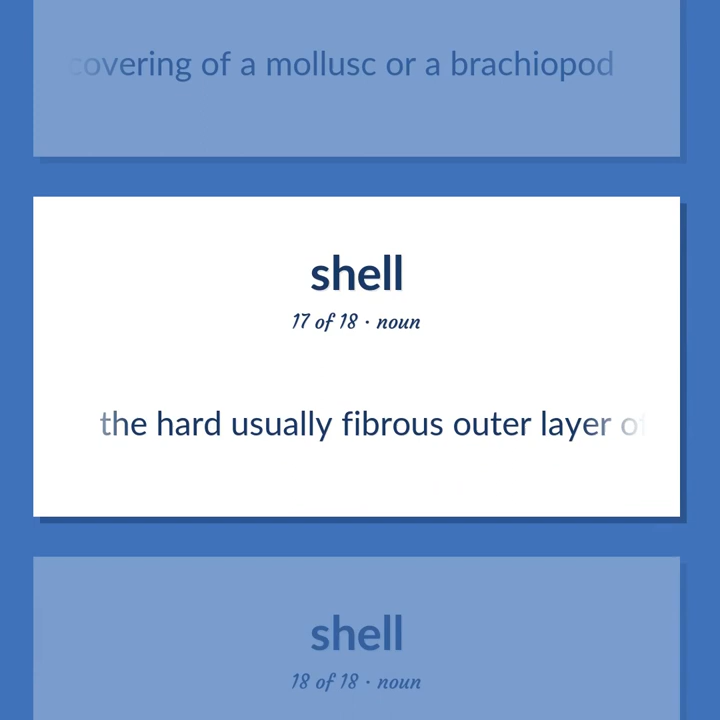 covering of a mollusc or a brachiopod
shell
17 of 18 · noun
the hard usually fibrous outer layer of
shell
18 of 18 · noun